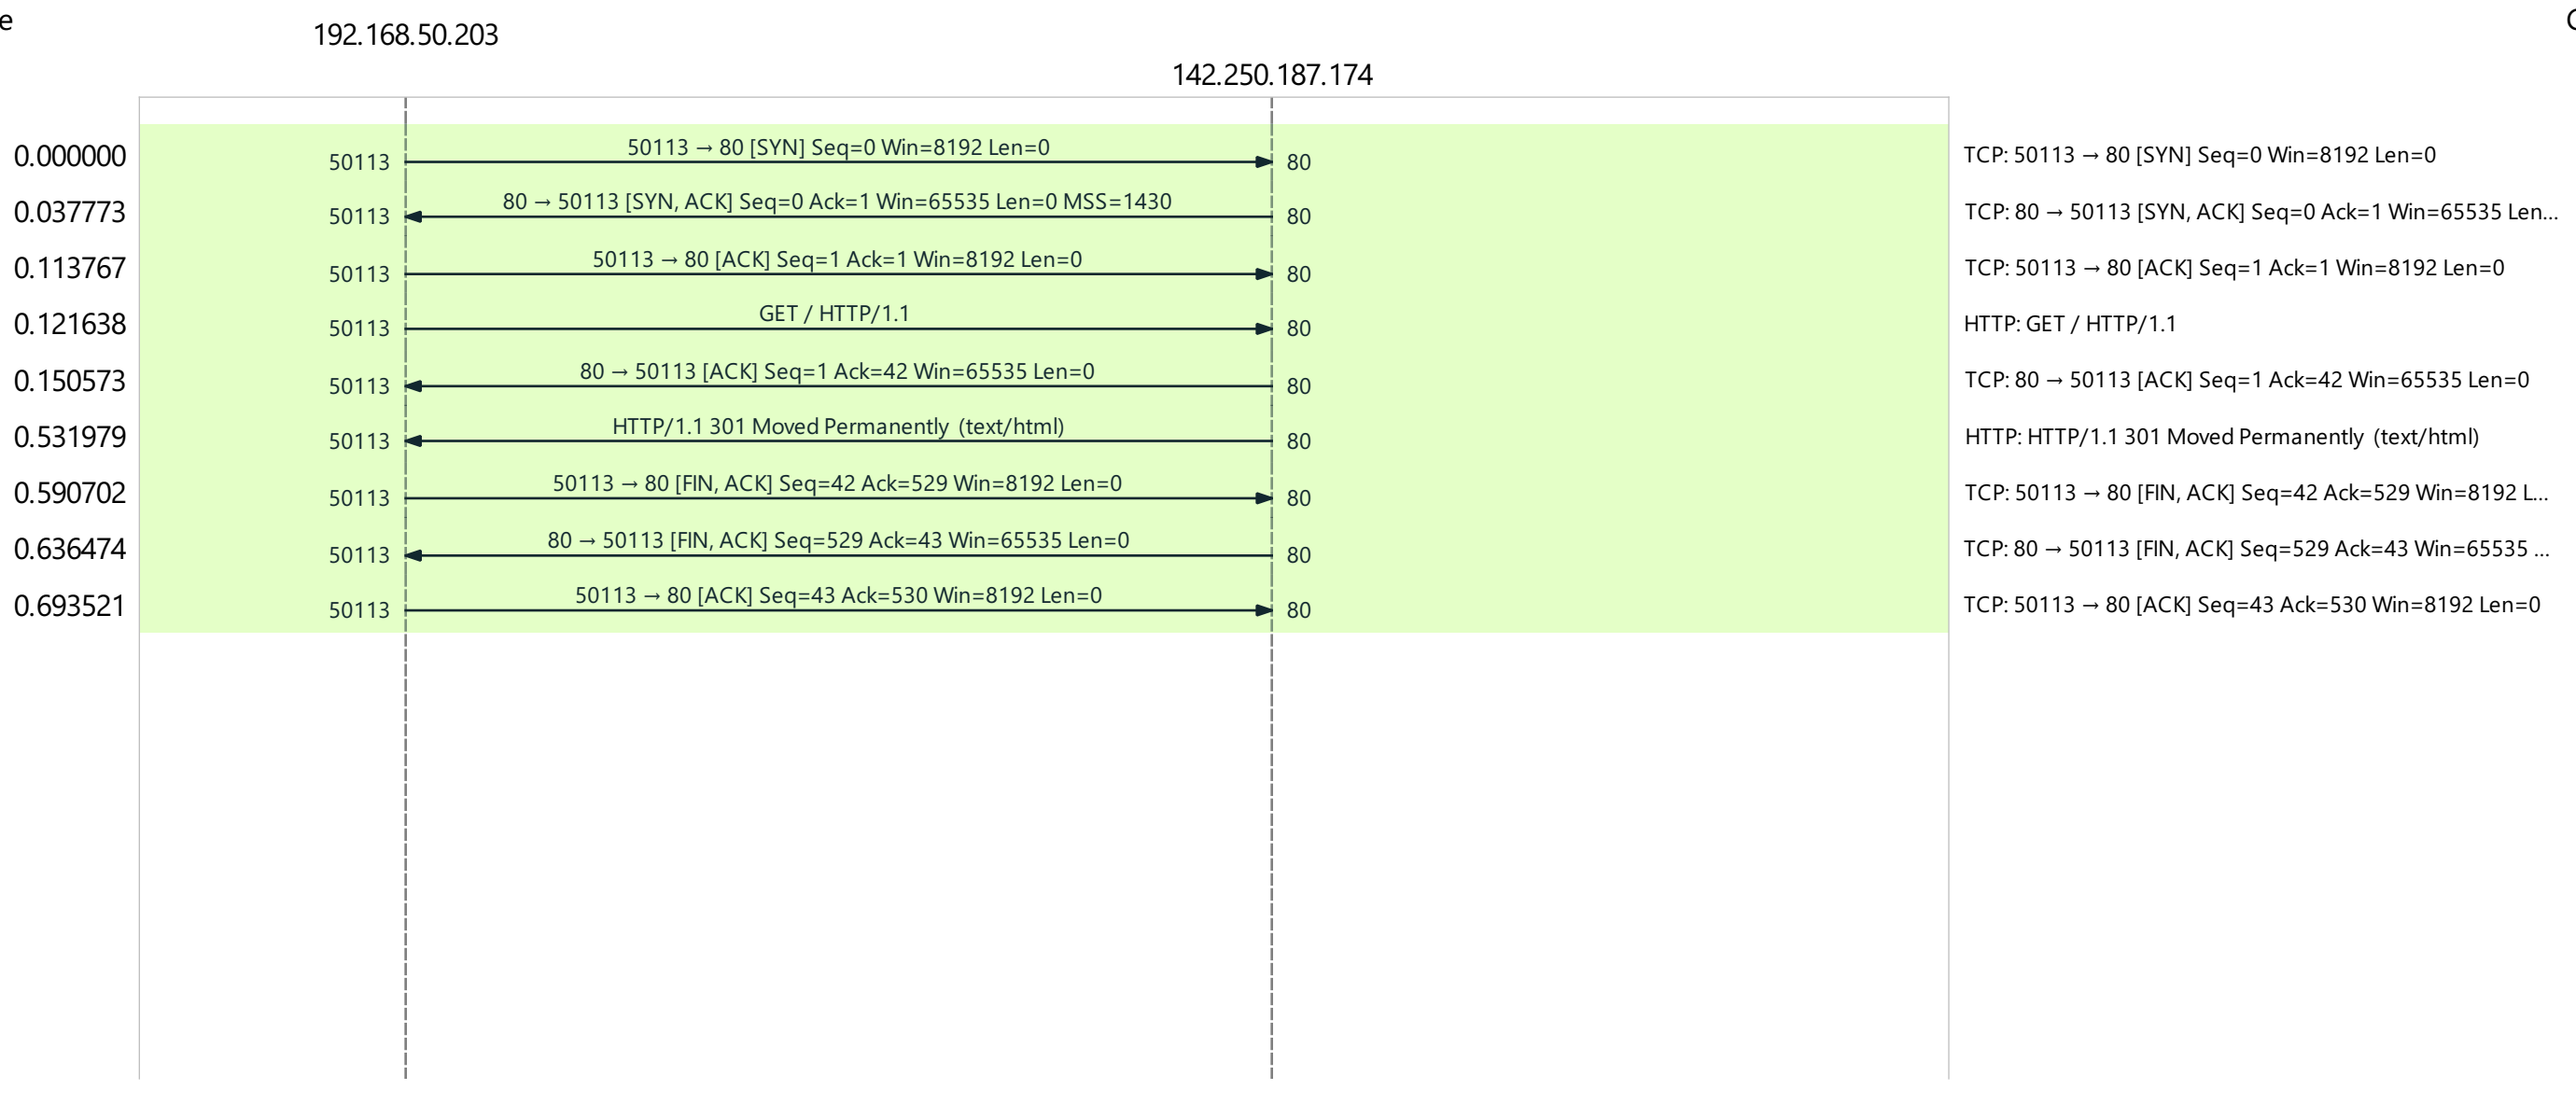 e
192.168.50.203
142.250.187.174
0.000000 50113 50113 → 80 [SYN] Seq=0 Win=8192 Len=0 80 TCP: 50113 → 80 [SYN] Seq=0 Win=8192 Len=0
0.037773 50113 80 → 50113 [SYN, ACK] Seq=0 Ack=1 Win=65535 Len=0 MSS=1430 80 TCP: 80 → 50113 [SYN, ACK] Seq=0 Ack=1 Win=65535 Len...
0.113767 50113 50113 → 80 [ACK] Seq=1 Ack=1 Win=8192 Len=0 80 TCP: 50113 → 80 [ACK] Seq=1 Ack=1 Win=8192 Len=0
0.121638 50113 GET / HTTP/1.1 80 HTTP: GET / HTTP/1.1
0.150573 50113 80 → 50113 [ACK] Seq=1 Ack=42 Win=65535 Len=0 80 TCP: 80 → 50113 [ACK] Seq=1 Ack=42 Win=65535 Len=0
0.531979 50113 HTTP/1.1 301 Moved Permanently (text/html) 80 HTTP: HTTP/1.1 301 Moved Permanently (text/html)
0.590702 50113 50113 → 80 [FIN, ACK] Seq=42 Ack=529 Win=8192 Len=0 80 TCP: 50113 → 80 [FIN, ACK] Seq=42 Ack=529 Win=8192 L...
0.636474 50113 80 → 50113 [FIN, ACK] Seq=529 Ack=43 Win=65535 Len=0 80 TCP: 80 → 50113 [FIN, ACK] Seq=529 Ack=43 Win=65535 ...
0.693521 50113 50113 → 80 [ACK] Seq=43 Ack=530 Win=8192 Len=0 80 TCP: 50113 → 80 [ACK] Seq=43 Ack=530 Win=8192 Len=0